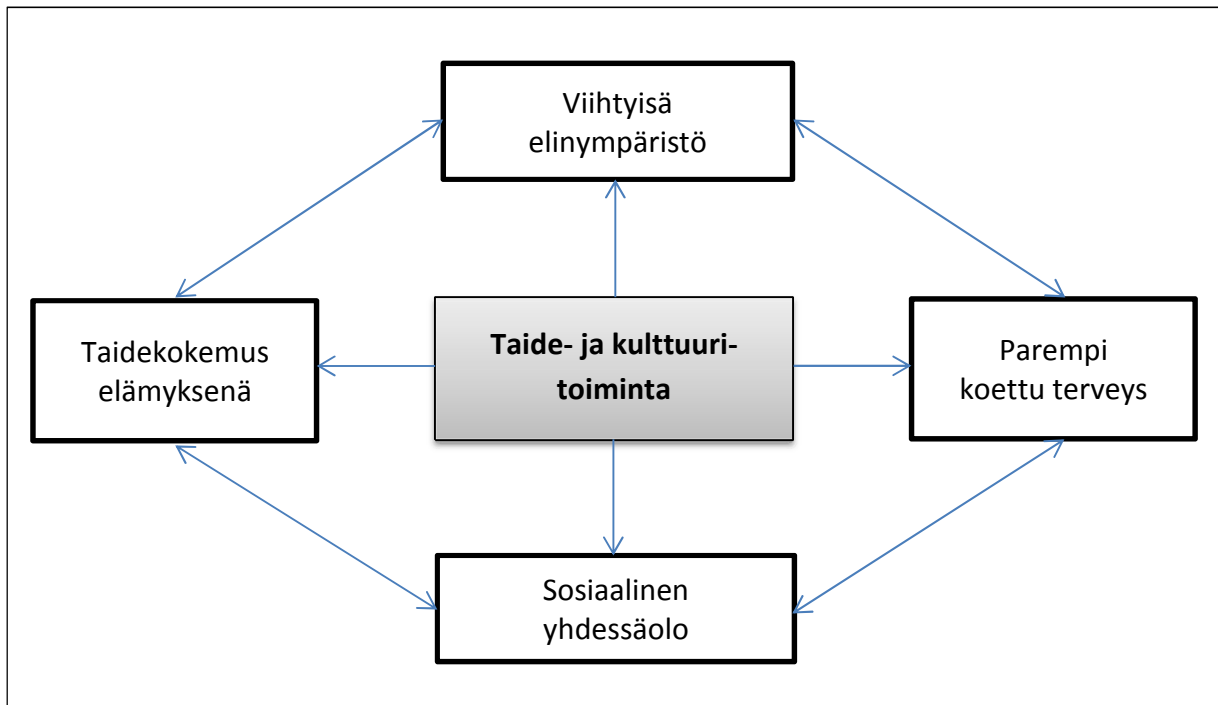 Viihtyisä
elinympäristö
Taidekokemus
elämyksenä
Taide- ja kulttuuri-
toiminta
Parempi
koettu terveys
Sosiaalinen
yhdessäolo